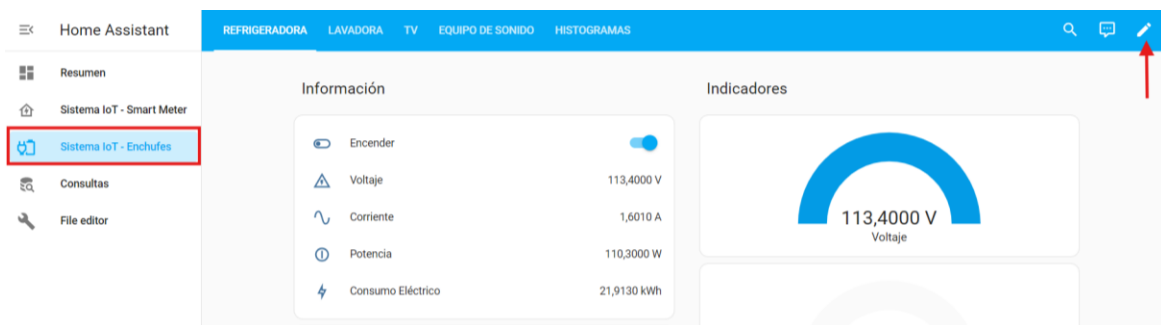 Home Assistant
REFRIGERADORA LAVADORA TV EQUIPO DE SONIDO HISTOGRAMAS
Resumen
Sistema IoT - Smart Meter
Sistema IoT - Enchufes
Consultas
File editor
Información
Encender
Voltaje 113,4000 V
Corriente 1,6010 A
Potencia 110,3000 W
Consumo Eléctrico 21,9130 kWh
Indicadores
113,4000 V
Voltaje